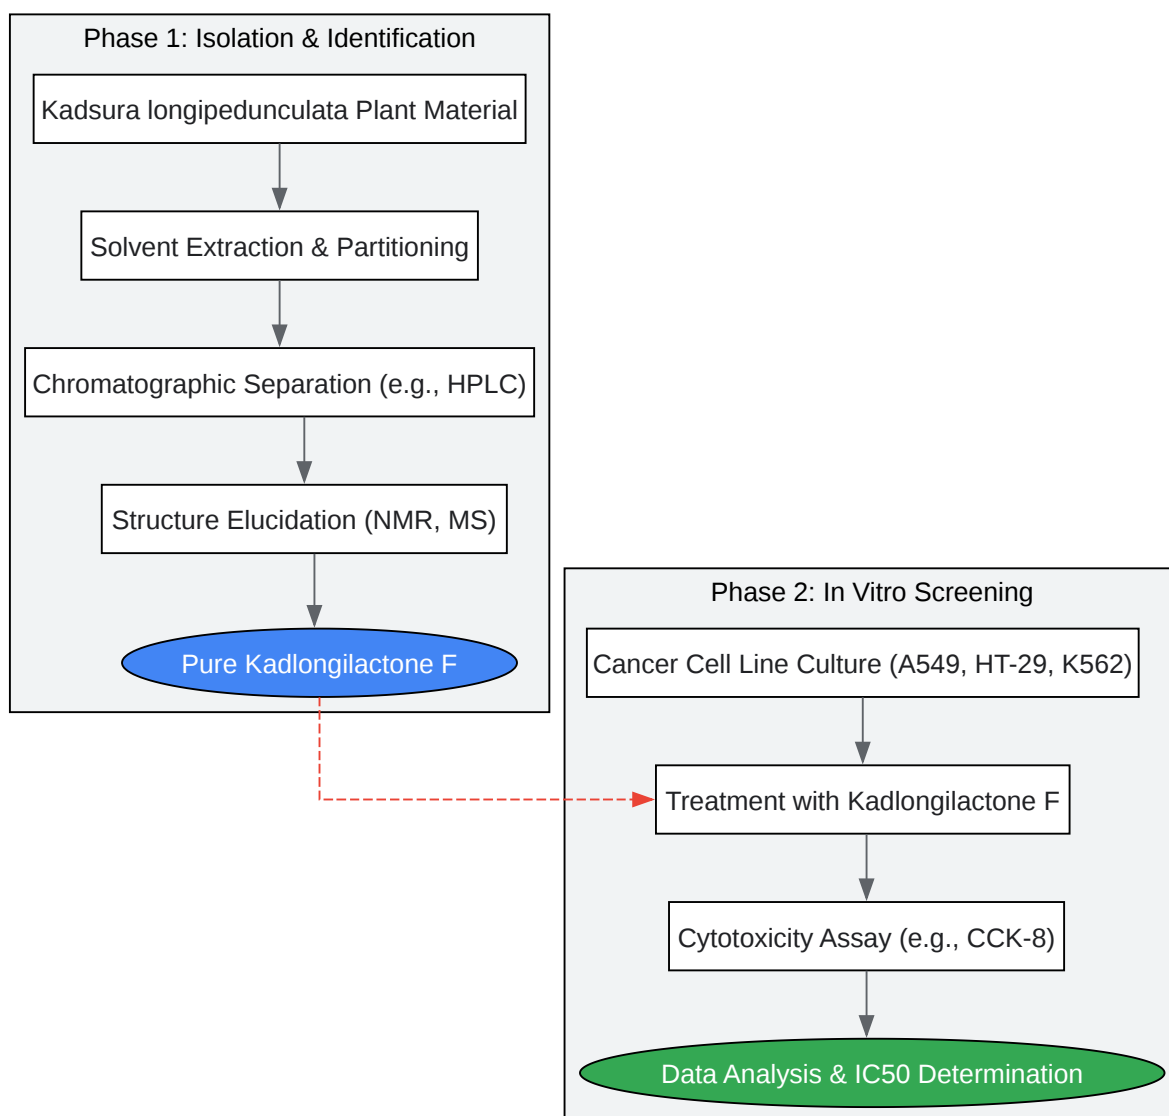 Phase 1: Isolation & Identification
Kadsura longipedunculata Plant Material
Solvent Extraction & Partitioning
Chromatographic Separation (e.g., HPLC)
Structure Elucidation (NMR, MS)
Pure Kadlongilactone F
Phase 2: In Vitro Screening
Cancer Cell Line Culture (A549, HT-29, K562)
Treatment with Kadlongilactone F
Cytotoxicity Assay (e.g., CCK-8)
Data Analysis & IC50 Determination